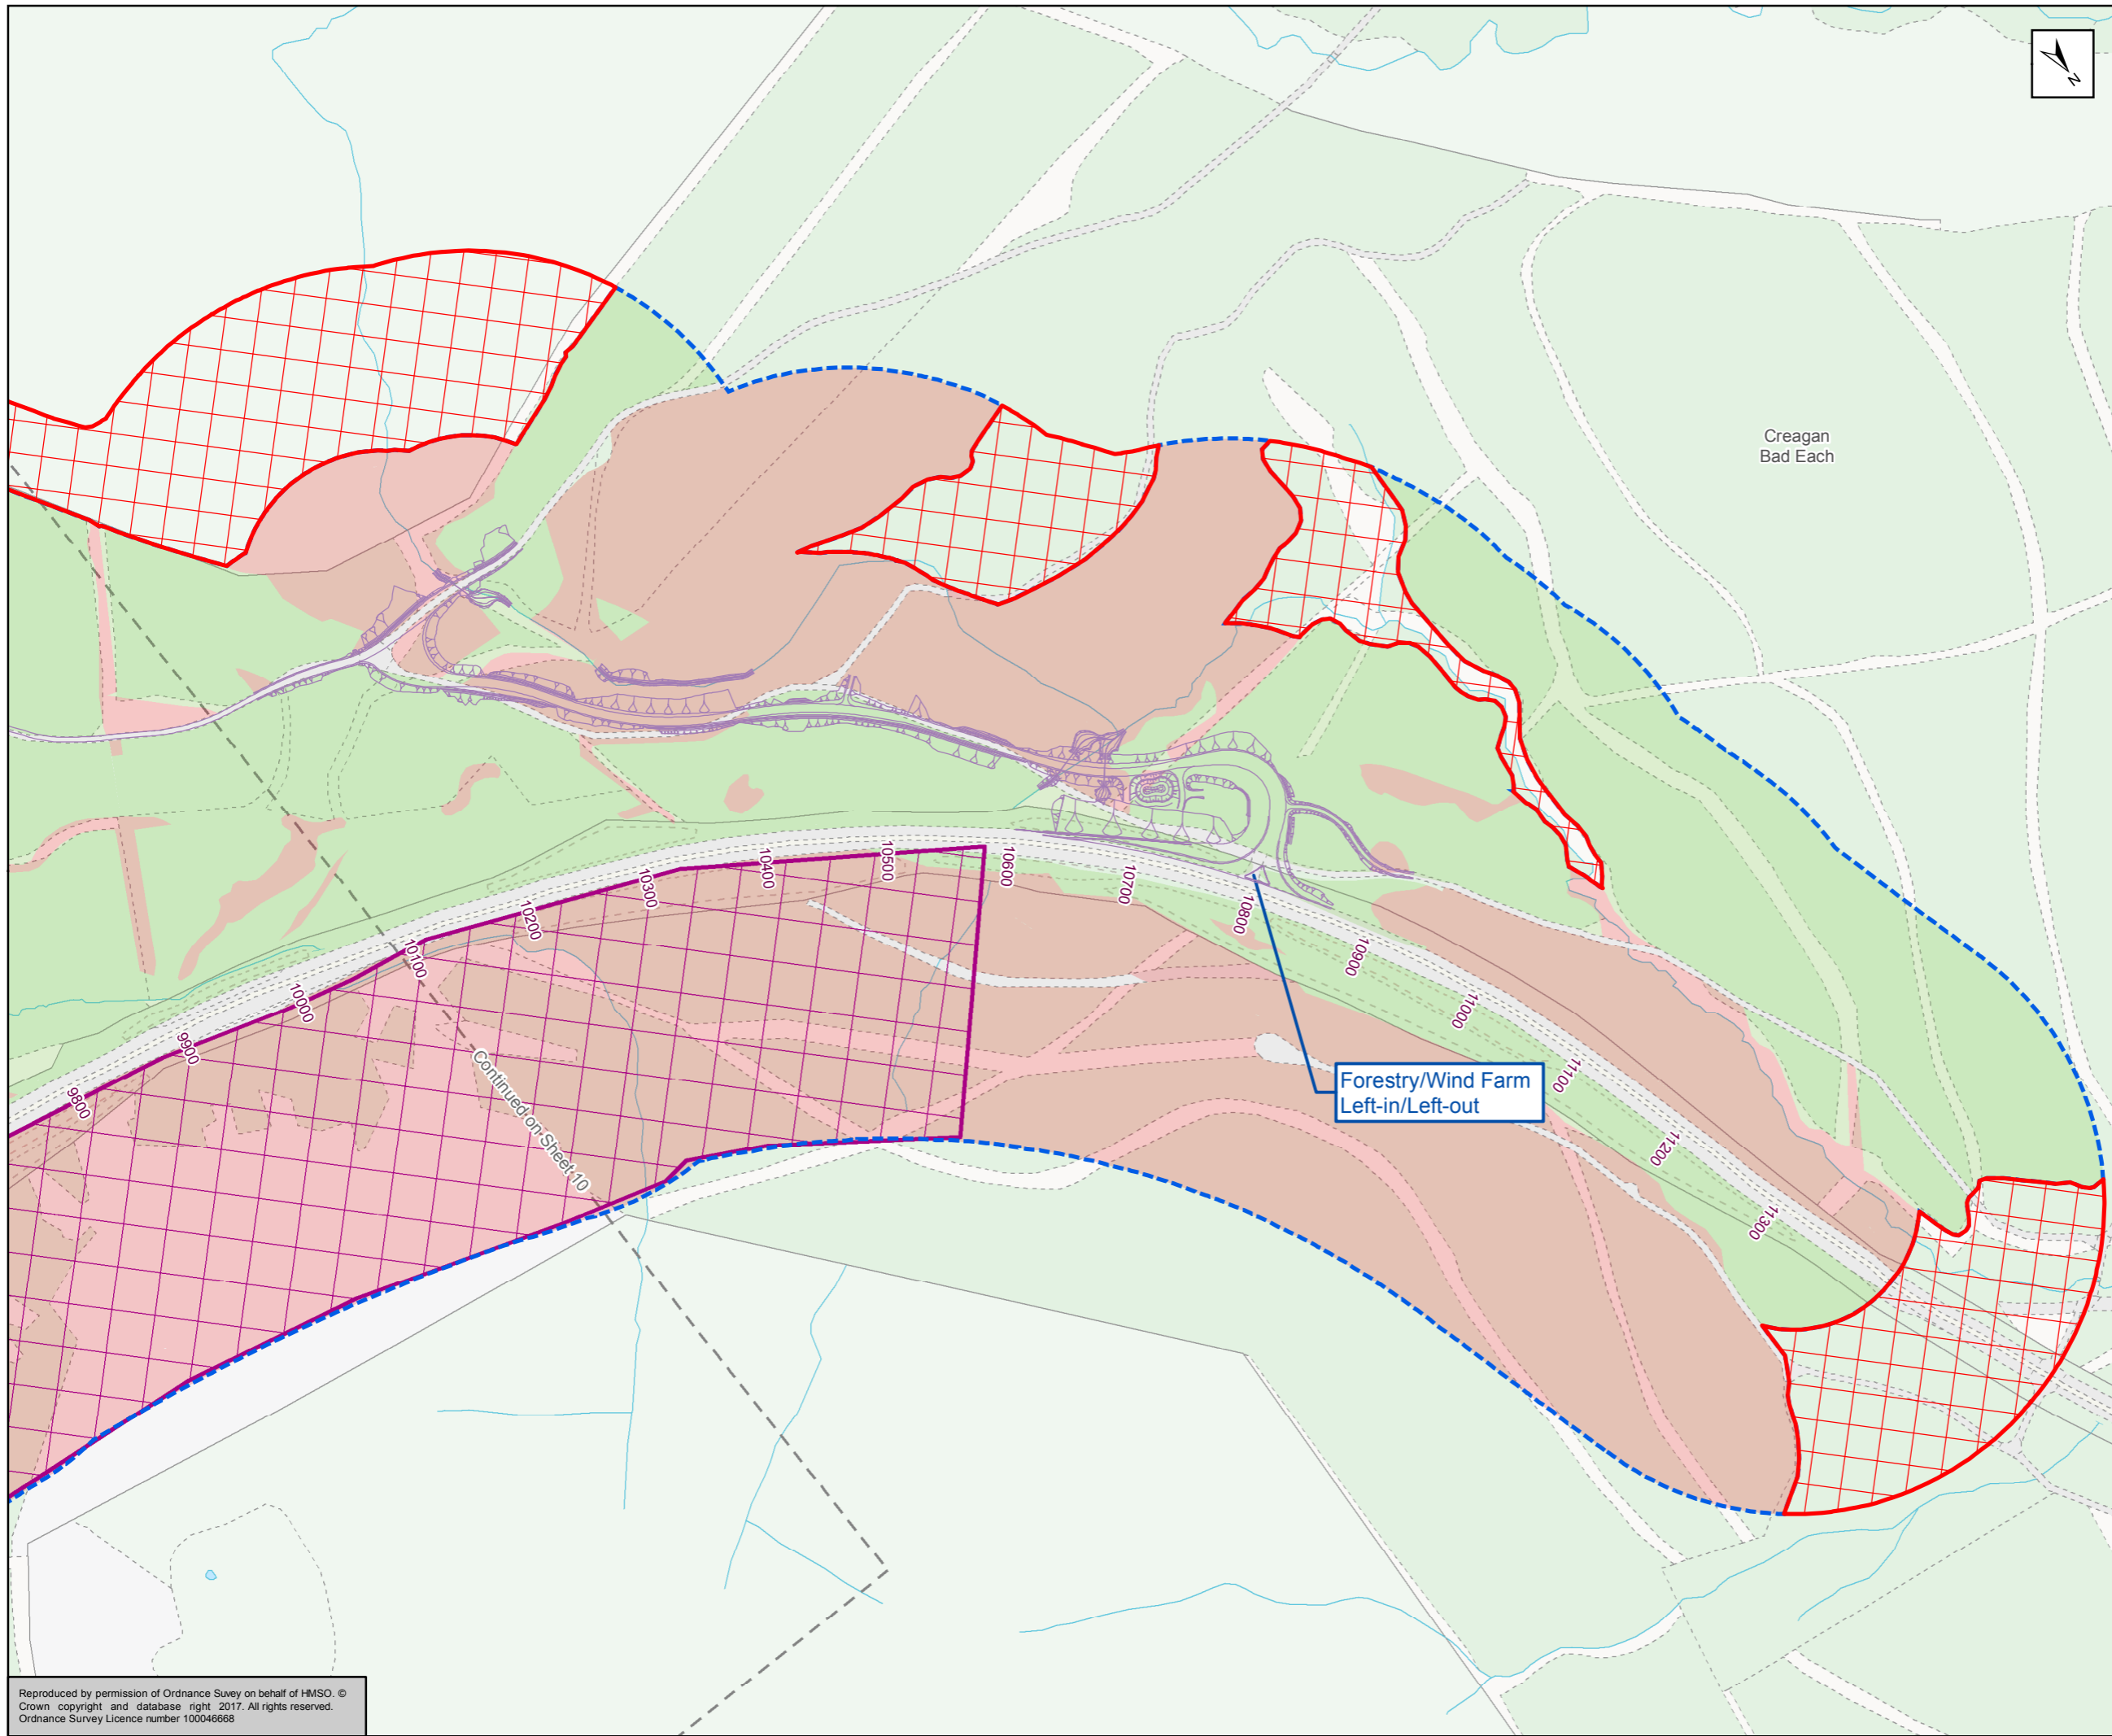 N
Creagan
Bad Each
9800
9900
10000
10100
10200
10300
10400
10500
10600
10700
10800
10900
11000
11100
11200
11300
Continued on Sheet 10
Forestry/Wind Farm
Left-in/Left-out
Reproduced by permission of Ordnance Suvey on behalf of HMSO. ©
Crown copyright and database right 2017. All rights reserved.
Ordnance Survey Licence number 100046668